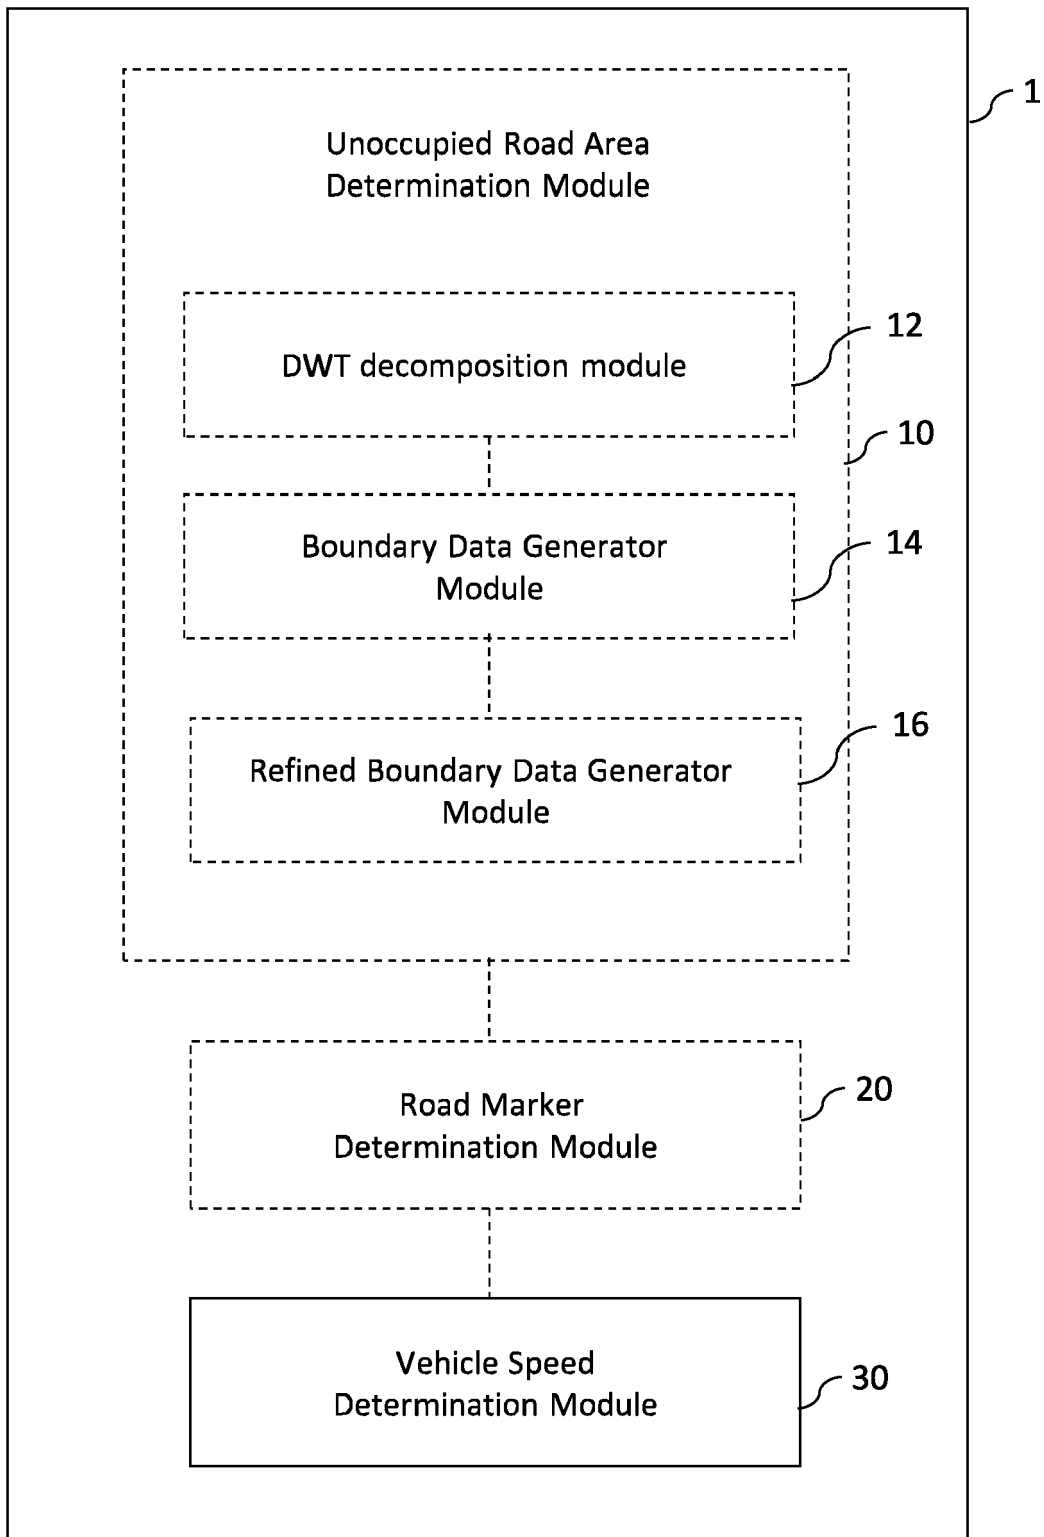 1
Unoccupied Road Area
Determination Module
12
DWT decomposition module
10
14
Boundary Data Generator
Module
16
Refined Boundary Data Generator
Module
20
Road Marker
Determination Module
30
Vehicle Speed
Determination Module